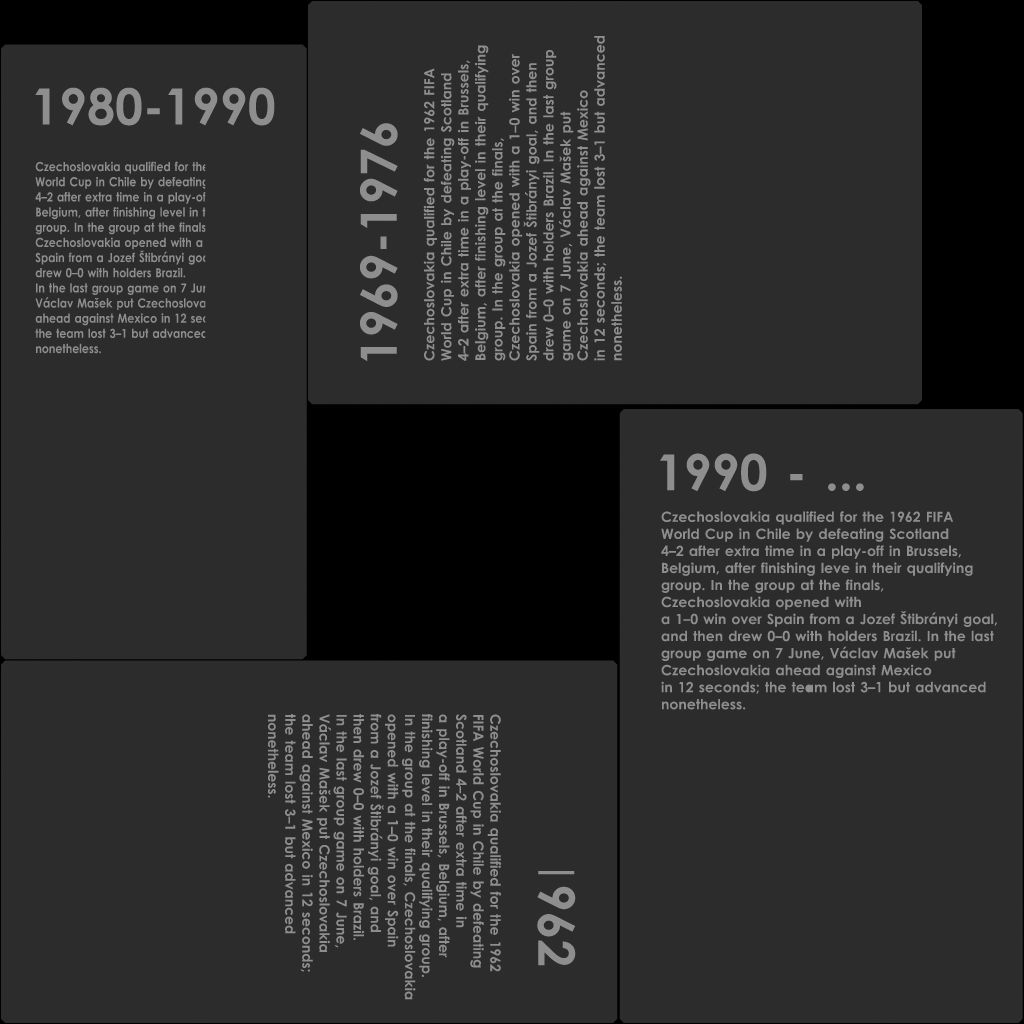 1980-1990
Czechoslovakia qualified for the
World Cup in Chile by defeating
4–2 after extra time in a play-of
Belgium, after finishing level in t
group. In the group at the finals
Czechoslovakia opened with a
Spain from a Jozef Štibrányi goa
drew 0–0 with holders Brazil.
In the last group game on 7 Jun
Václav Mašek put Czechoslova
ahead against Mexico in 12 sec
the team lost 3–1 but advanced
nonetheless.
1969-1976
Czechoslovakia qualified for the 1962 FIFA
World Cup in Chile by defeating Scotland
4–2 after extra time in a play-off in Brussels,
Belgium, after finishing level in their qualifying
group. In the group at the finals,
Czechoslovakia opened with a 1–0 win over
Spain from a Jozef Štibrányi goal, and then
drew 0–0 with holders Brazil. In the last group
game on 7 June, Václav Mašek put
Czechoslovakia ahead against Mexico
in 12 seconds; the team lost 3–1 but advanced
nonetheless.
1990 - ...
Czechoslovakia qualified for the 1962 FIFA
World Cup in Chile by defeating Scotland
4–2 after extra time in a play-off in Brussels,
Belgium, after finishing leve in their qualifying
group. In the group at the finals,
Czechoslovakia opened with
a 1–0 win over Spain from a Jozef Štibrányi goal,
and then drew 0–0 with holders Brazil. In the last
group game on 7 June, Václav Mašek put
Czechoslovakia ahead against Mexico
in 12 seconds; the team lost 3–1 but advanced
nonetheless.
1962
Czechoslovakia qualified for the 1962
FIFA World Cup in Chile by defeating
Scotland 4–2 after extra time in
a play-off in Brussels, Belgium, after
finishing level in their qualifying group.
In the group at the finals, Czechoslovakia
opened with a 1–0 win over Spain
from a Jozef Štibrányi goal, and
then drew 0–0 with holders Brazil.
In the last group game on 7 June,
Václav Mašek put Czechoslovakia
ahead against Mexico in 12 seconds;
the team lost 3–1 but advanced
nonetheless.